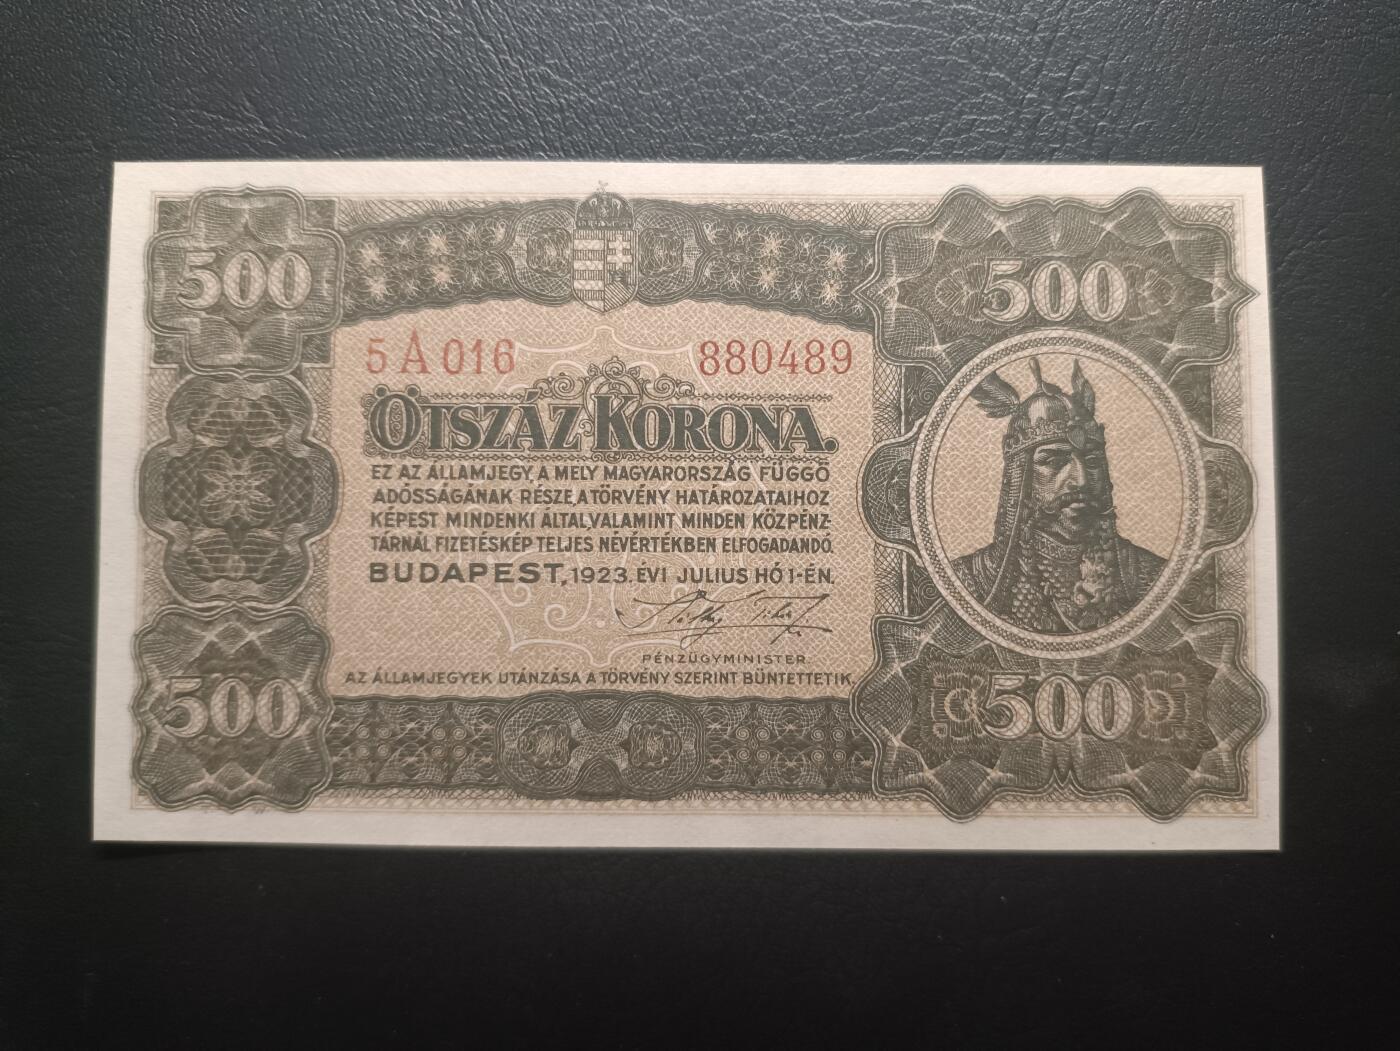 500
500
5 A 016 880489
ÖTSZÁZ KORONA.
EZ AZ ÁLLAMJEGY, A MELY MAGYARORSZÁG FÜGGŐ
ADÓSSÁGÁNAK RÉSZE, A TÖRVÉNY HATÁROZATAIHOZ
KÉPEST MINDENKI ÁLTAL, VALAMINT MINDEN KÖZPÉNZ-
TÁRNÁL FIZETÉSKÉP TELJES NÉVÉRTÉKBEN ELFOGADANDÓ.
BUDAPEST, 1923. ÉVI JULIUS HÓ 1-ÉN.
PÉNZÜGYMINISTER.
AZ ÁLLAMJEGYEK UTÁNZÁSA A TÖRVÉNY SZERINT BÜNTETTETIK.
500
500